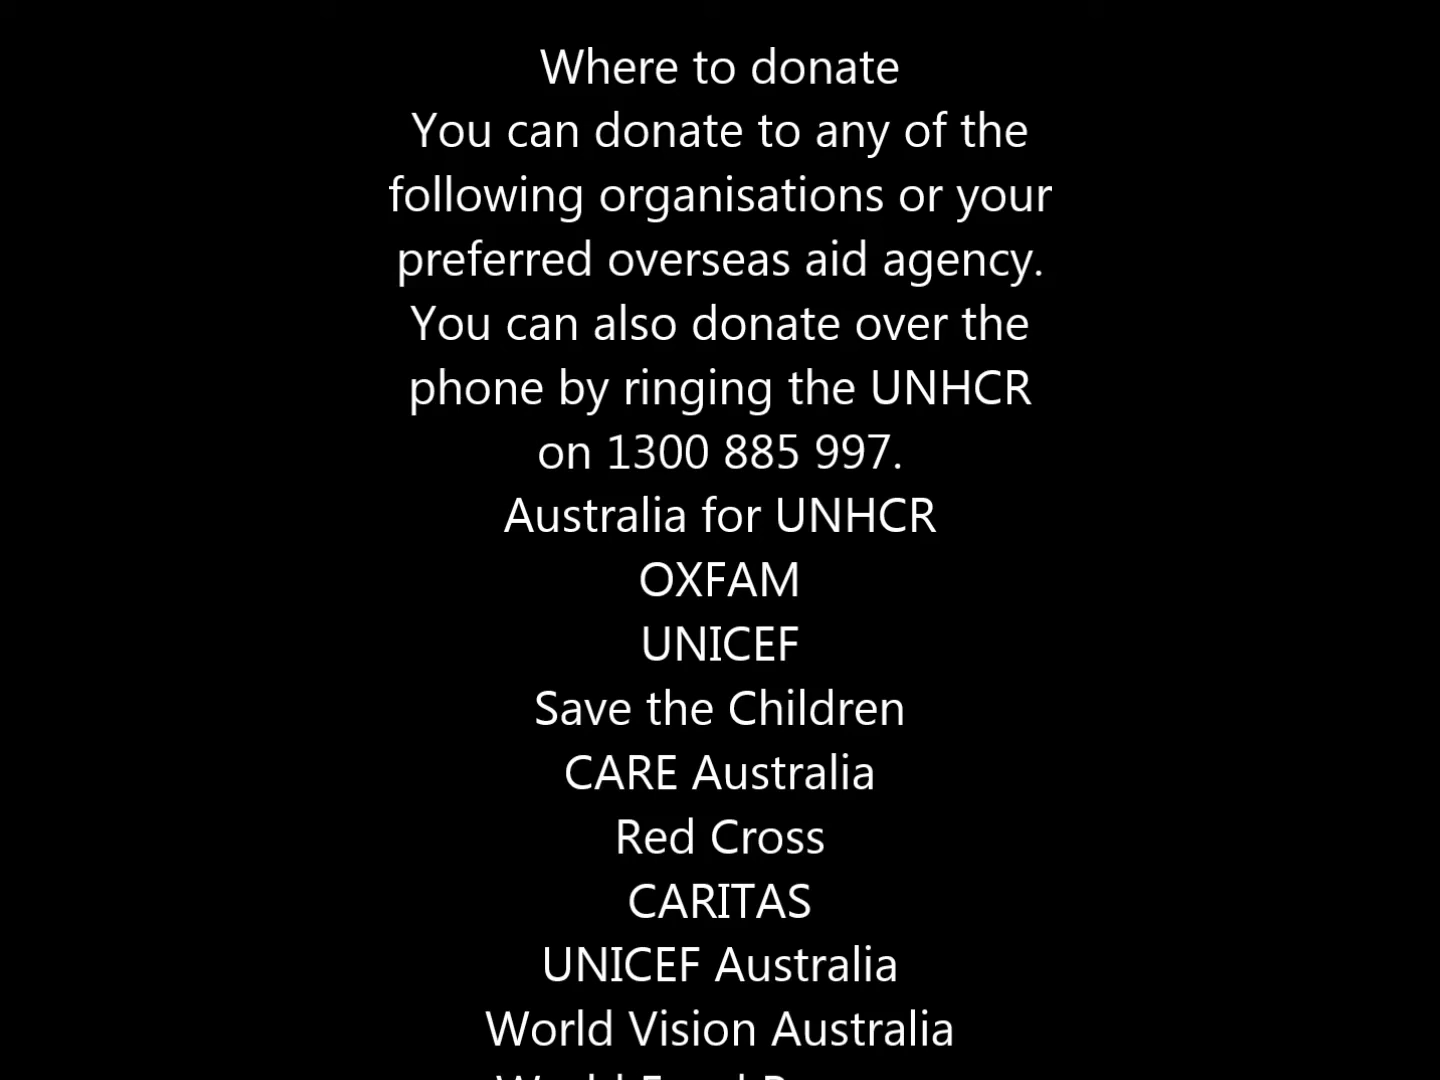 Where to donate
You can donate to any of the
following organisations or your
preferred overseas aid agency.
You can also donate over the
phone by ringing the UNHCR
on 1300 885 997.
Australia for UNHCR
OXFAM
UNICEF
Save the Children
CARE Australia
Red Cross
CARITAS
UNICEF Australia
World Vision Australia